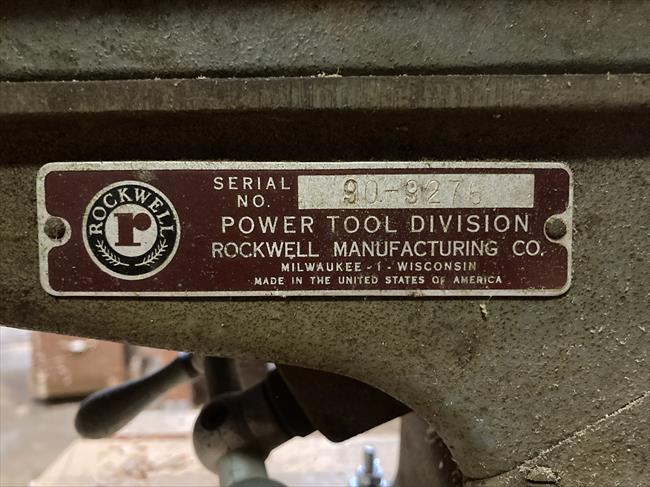 ROCKWELL
r
SERIAL
NO. 90-9276
POWER TOOL DIVISION
ROCKWELL MANUFACTURING CO.
MILWAUKEE - 1 - WISCONSIN
MADE IN THE UNITED STATES OF AMERICA